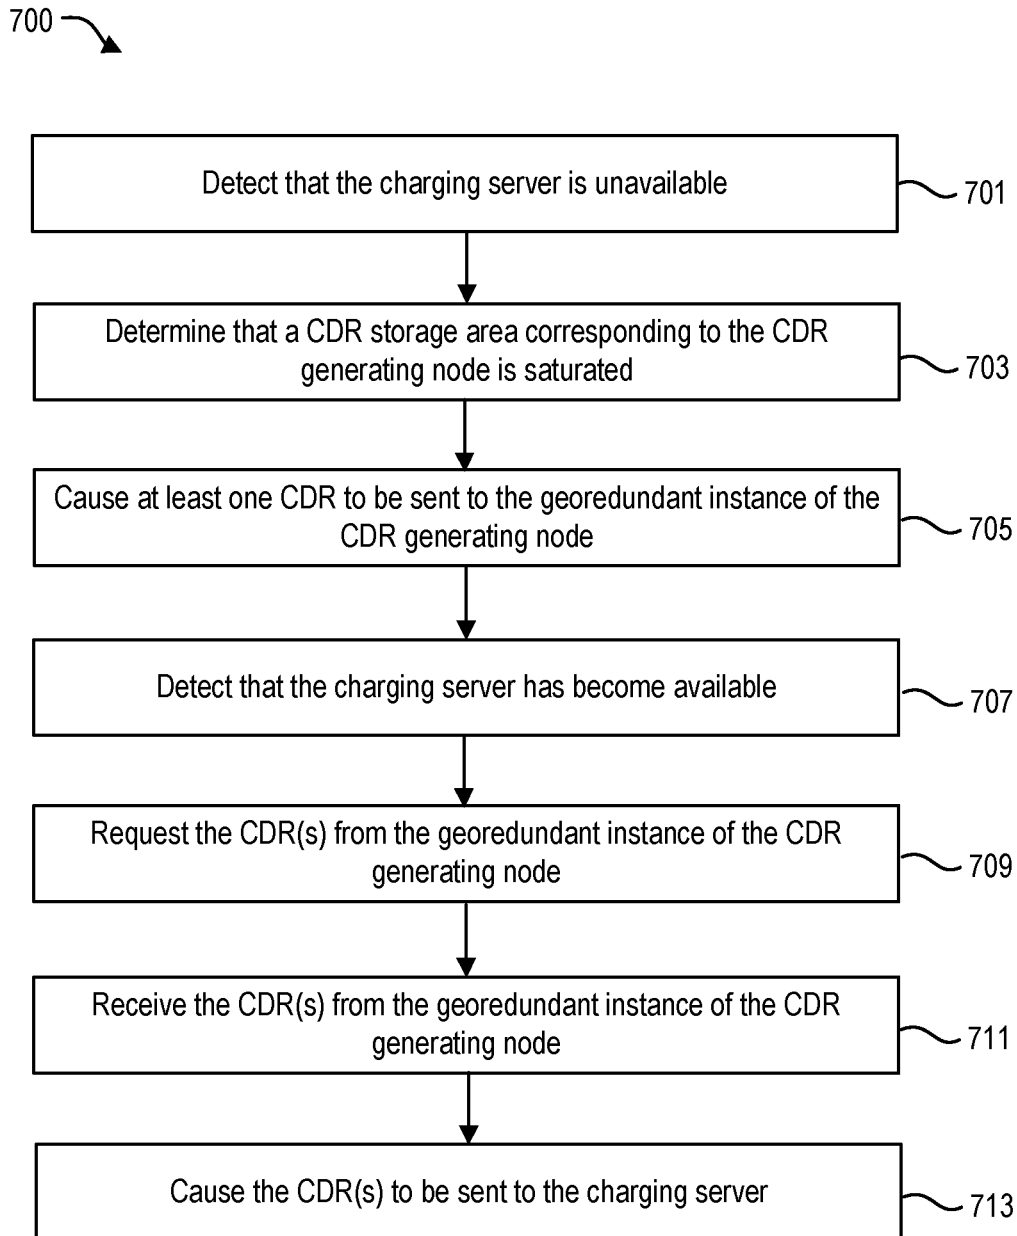 700
Detect that the charging server is unavailable
701
Determine that a CDR storage area corresponding to the CDR
generating node is saturated
703
Cause at least one CDR to be sent to the georedundant instance of the
CDR generating node
705
Detect that the charging server has become available
707
Request the CDR(s) from the georedundant instance of the CDR
generating node
709
Receive the CDR(s) from the georedundant instance of the CDR
generating node
711
Cause the CDR(s) to be sent to the charging server
713